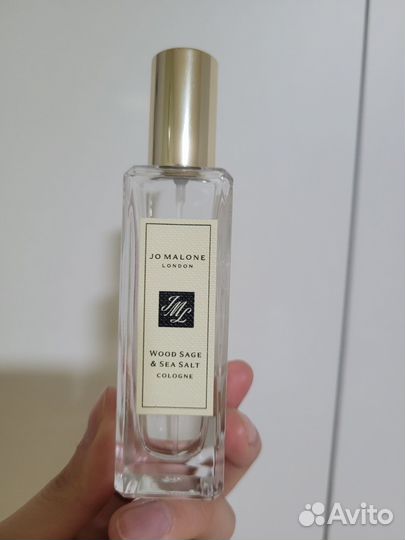 JO MALONE
LONDON
JML
WOOD SAGE
& SEA SALT
COLOGNE
Avito